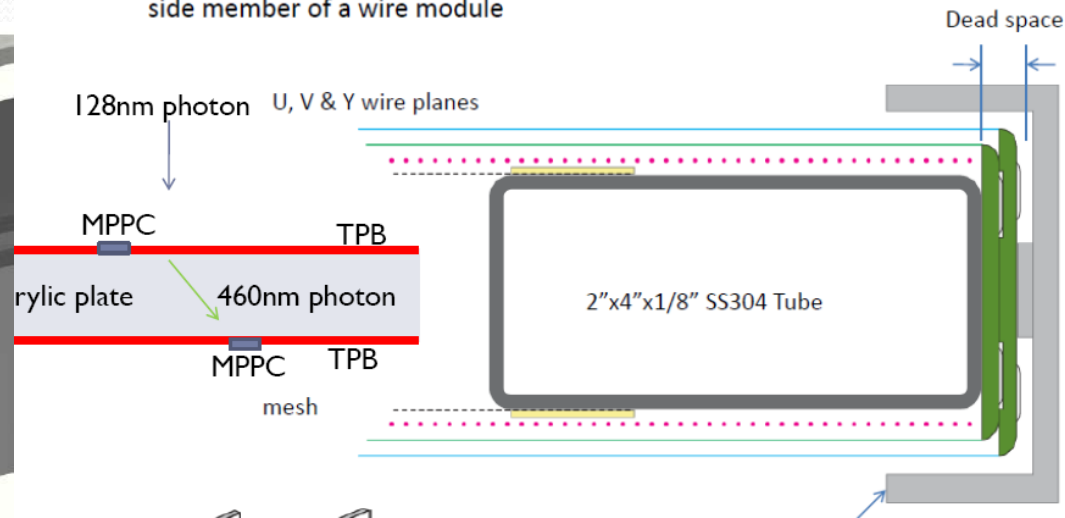 side member of a wire module
Dead space
128nm photon
U, V & Y wire planes
MPPC
TPB
rylic plate
460nm photon
2”x4”x1/8” SS304 Tube
MPPC
TPB
mesh